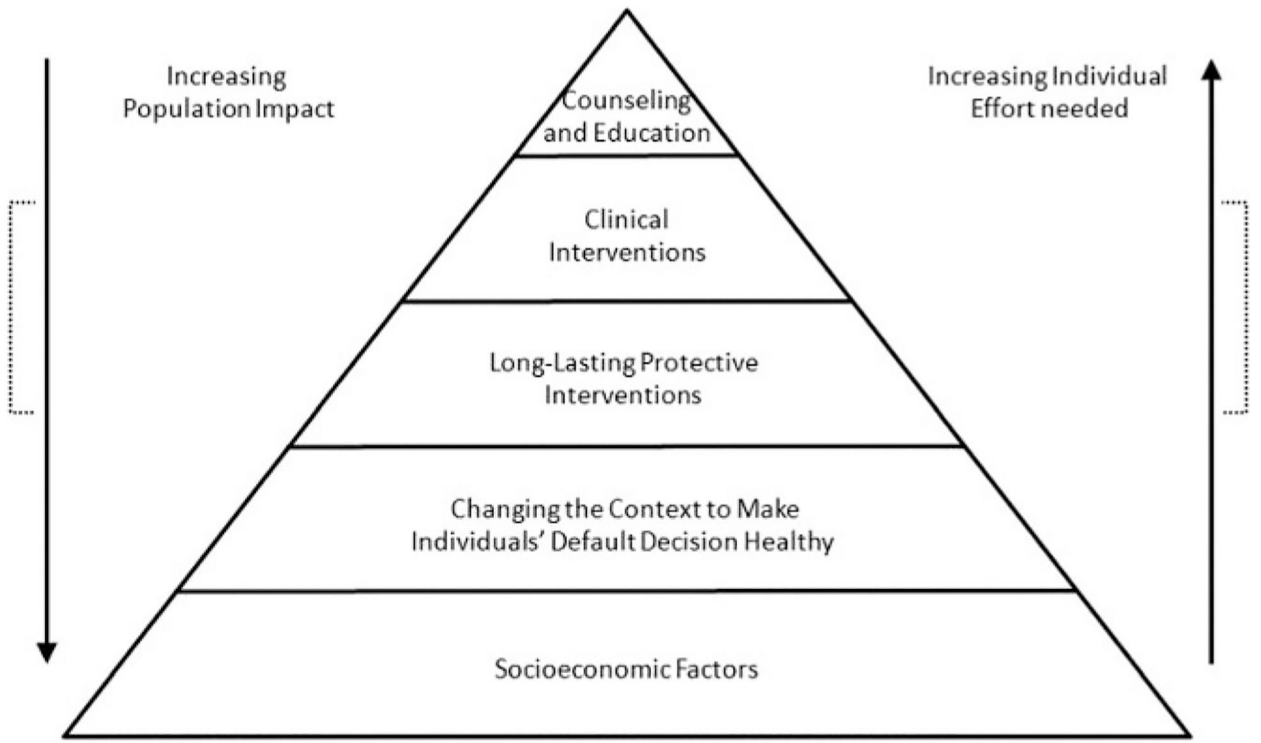 Increasing
Population Impact
Increasing Individual
Effort needed
Counseling
and Education
Clinical
Interventions
Long-Lasting Protective
Interventions
Changing the Context to Make
Individuals’ Default Decision Healthy
Socioeconomic Factors